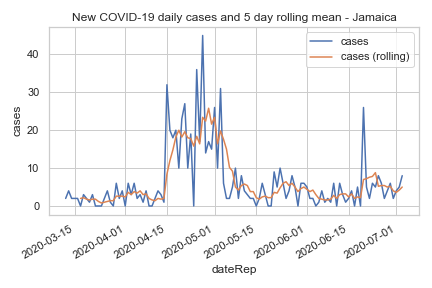 New COVID-19 daily cases and 5 day rolling mean - Jamaica
cases
cases (rolling)
40
30
20
10
0
cases
2020-03-15
2020-04-01
2020-04-15
2020-05-01
2020-05-15
2020-06-01
2020-06-15
2020-07-01
dateRep